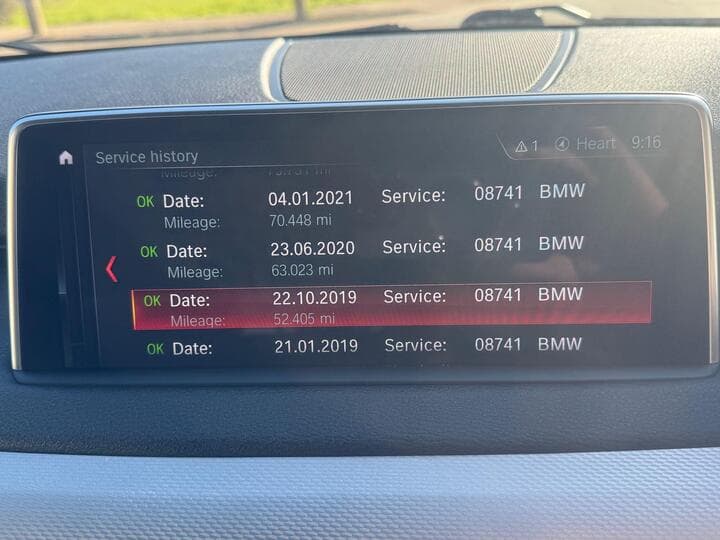 Service history
1 Heart 9:16
Mileage: mi
OK Date: 04.01.2021 Service: 08741 BMW
Mileage: 70.448 mi
OK Date: 23.06.2020 Service: 08741 BMW
Mileage: 63.023 mi
OK Date: 22.10.2019 Service: 08741 BMW
Mileage: 52.405 mi
OK Date: 21.01.2019 Service: 08741 BMW